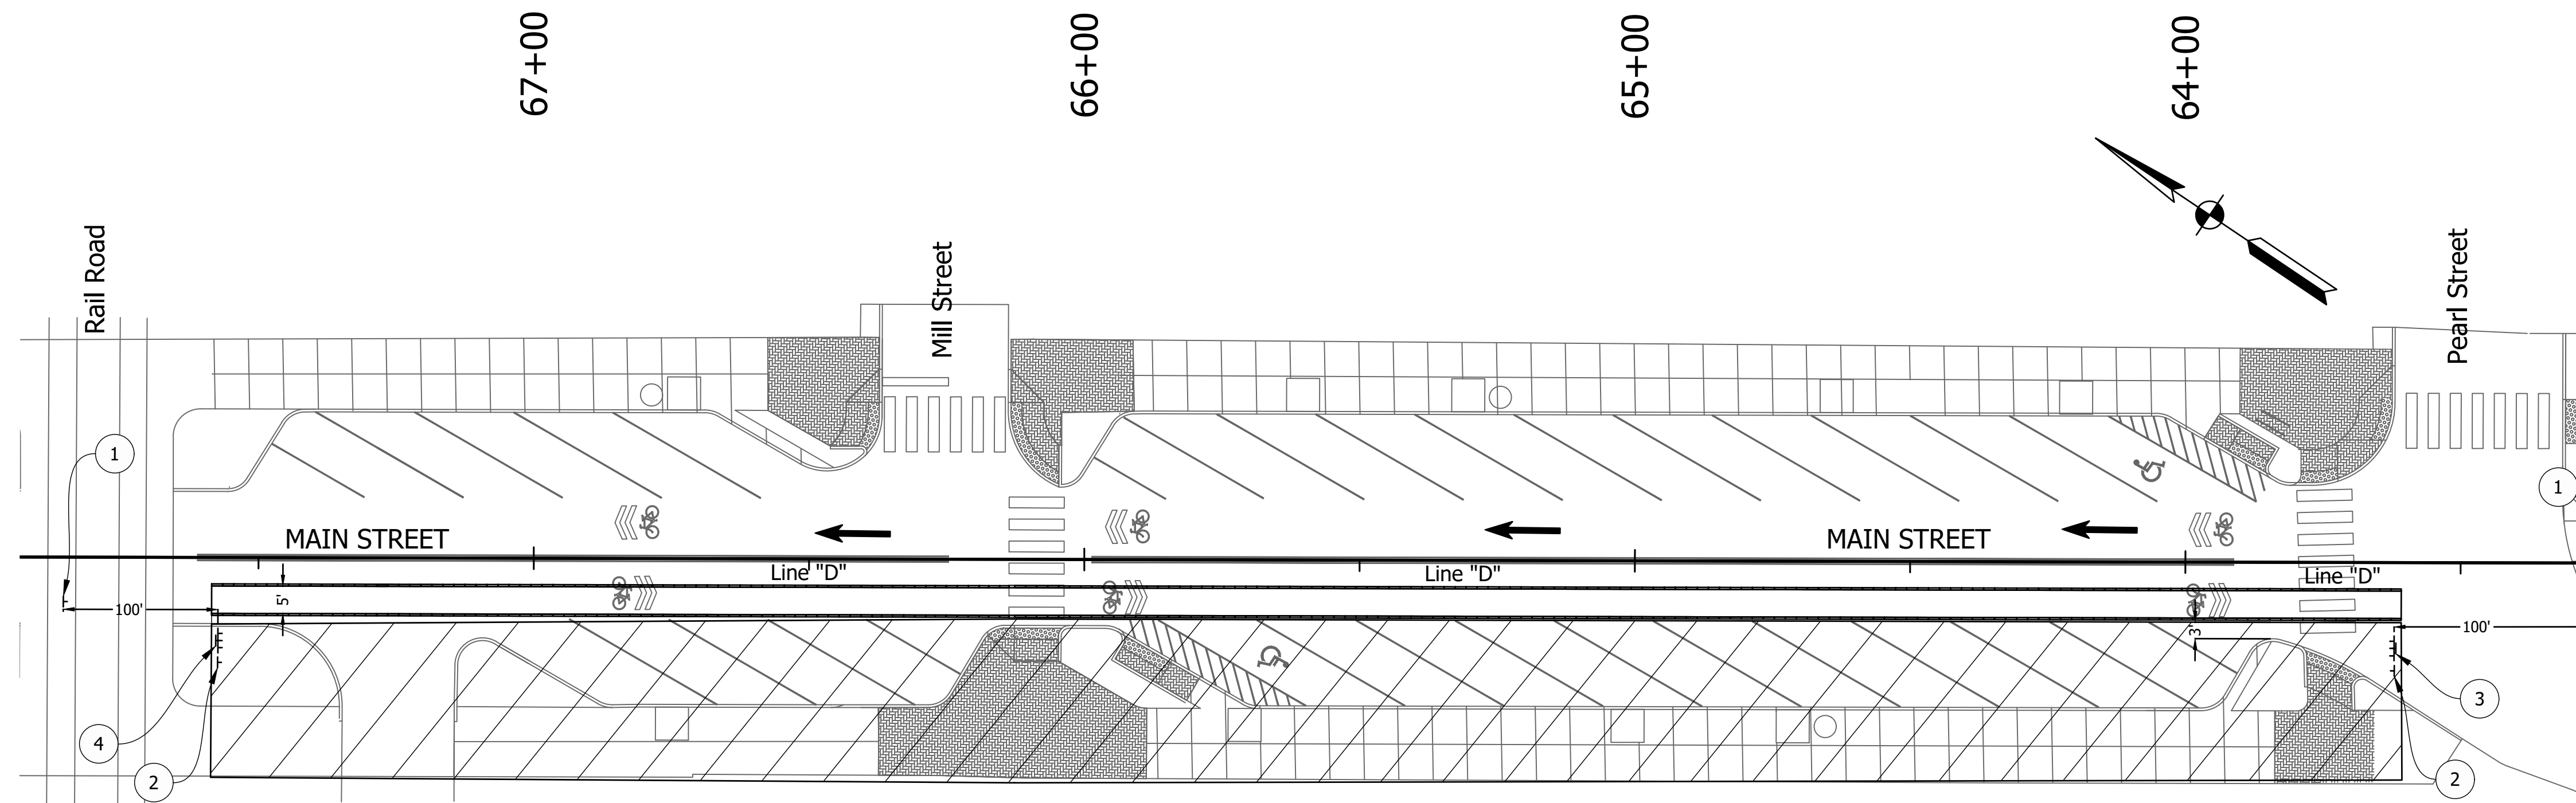 67+00
66+00
65+00
64+00
Rail Road
Mill Street
Pearl Street
1
1
MAIN STREET
MAIN STREET
Line "D"
Line "D"
Line "D"
100'
5'
3'
100'
4
2
3
2